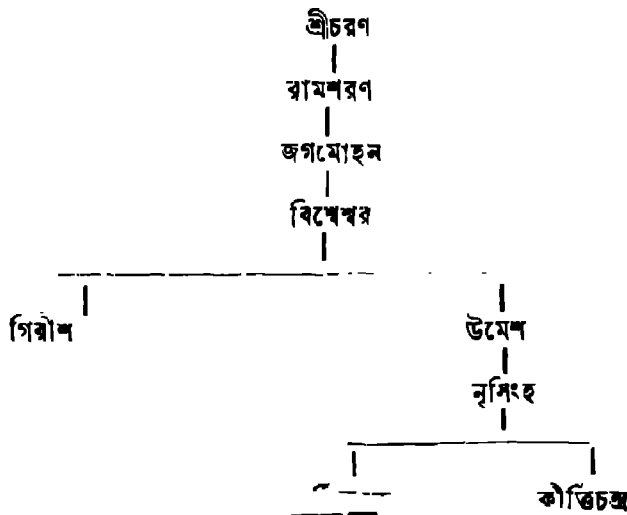 শ্রীচরণ
রামশরণ
জগমোহন
বিশ্বেশ্বর
গিরীশ উমেশ
নৃসিংহ
কীর্ত্তিচন্দ্র